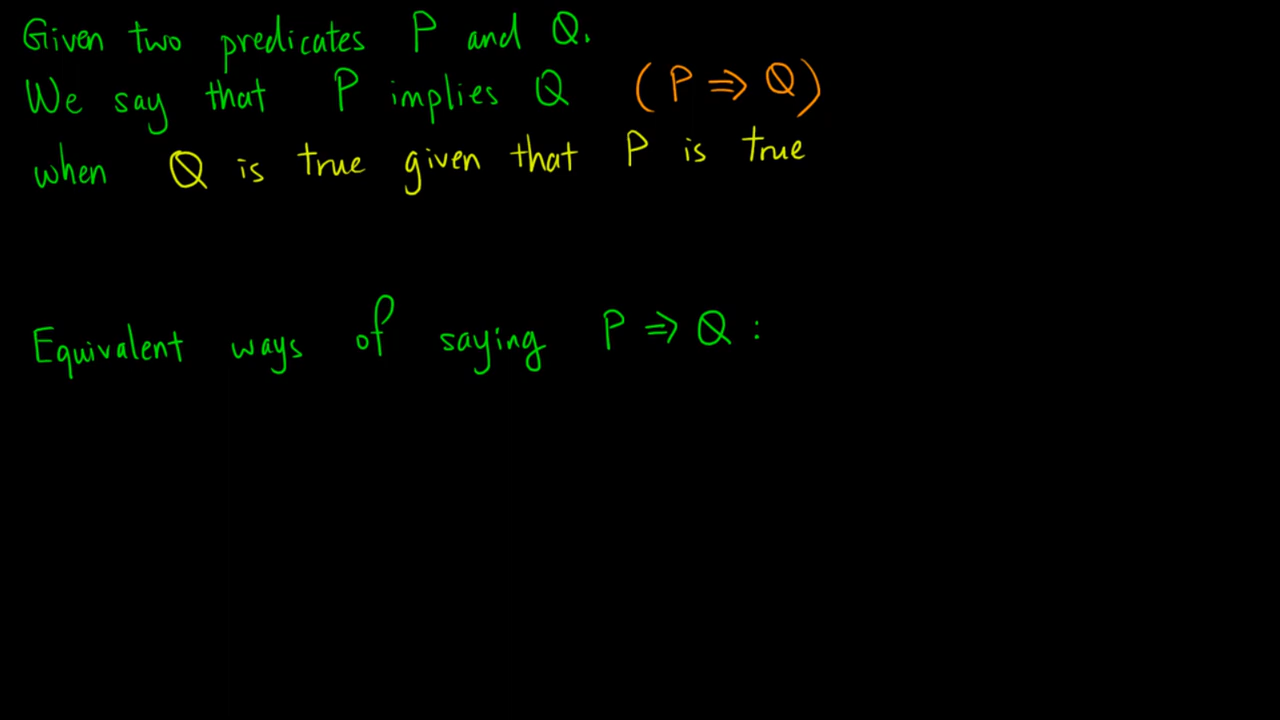 Given two predicates P and Q.
We say that P implies Q (P ⇒ Q)
when Q is true given that P is true
Equivalent ways of saying P ⇒ Q :